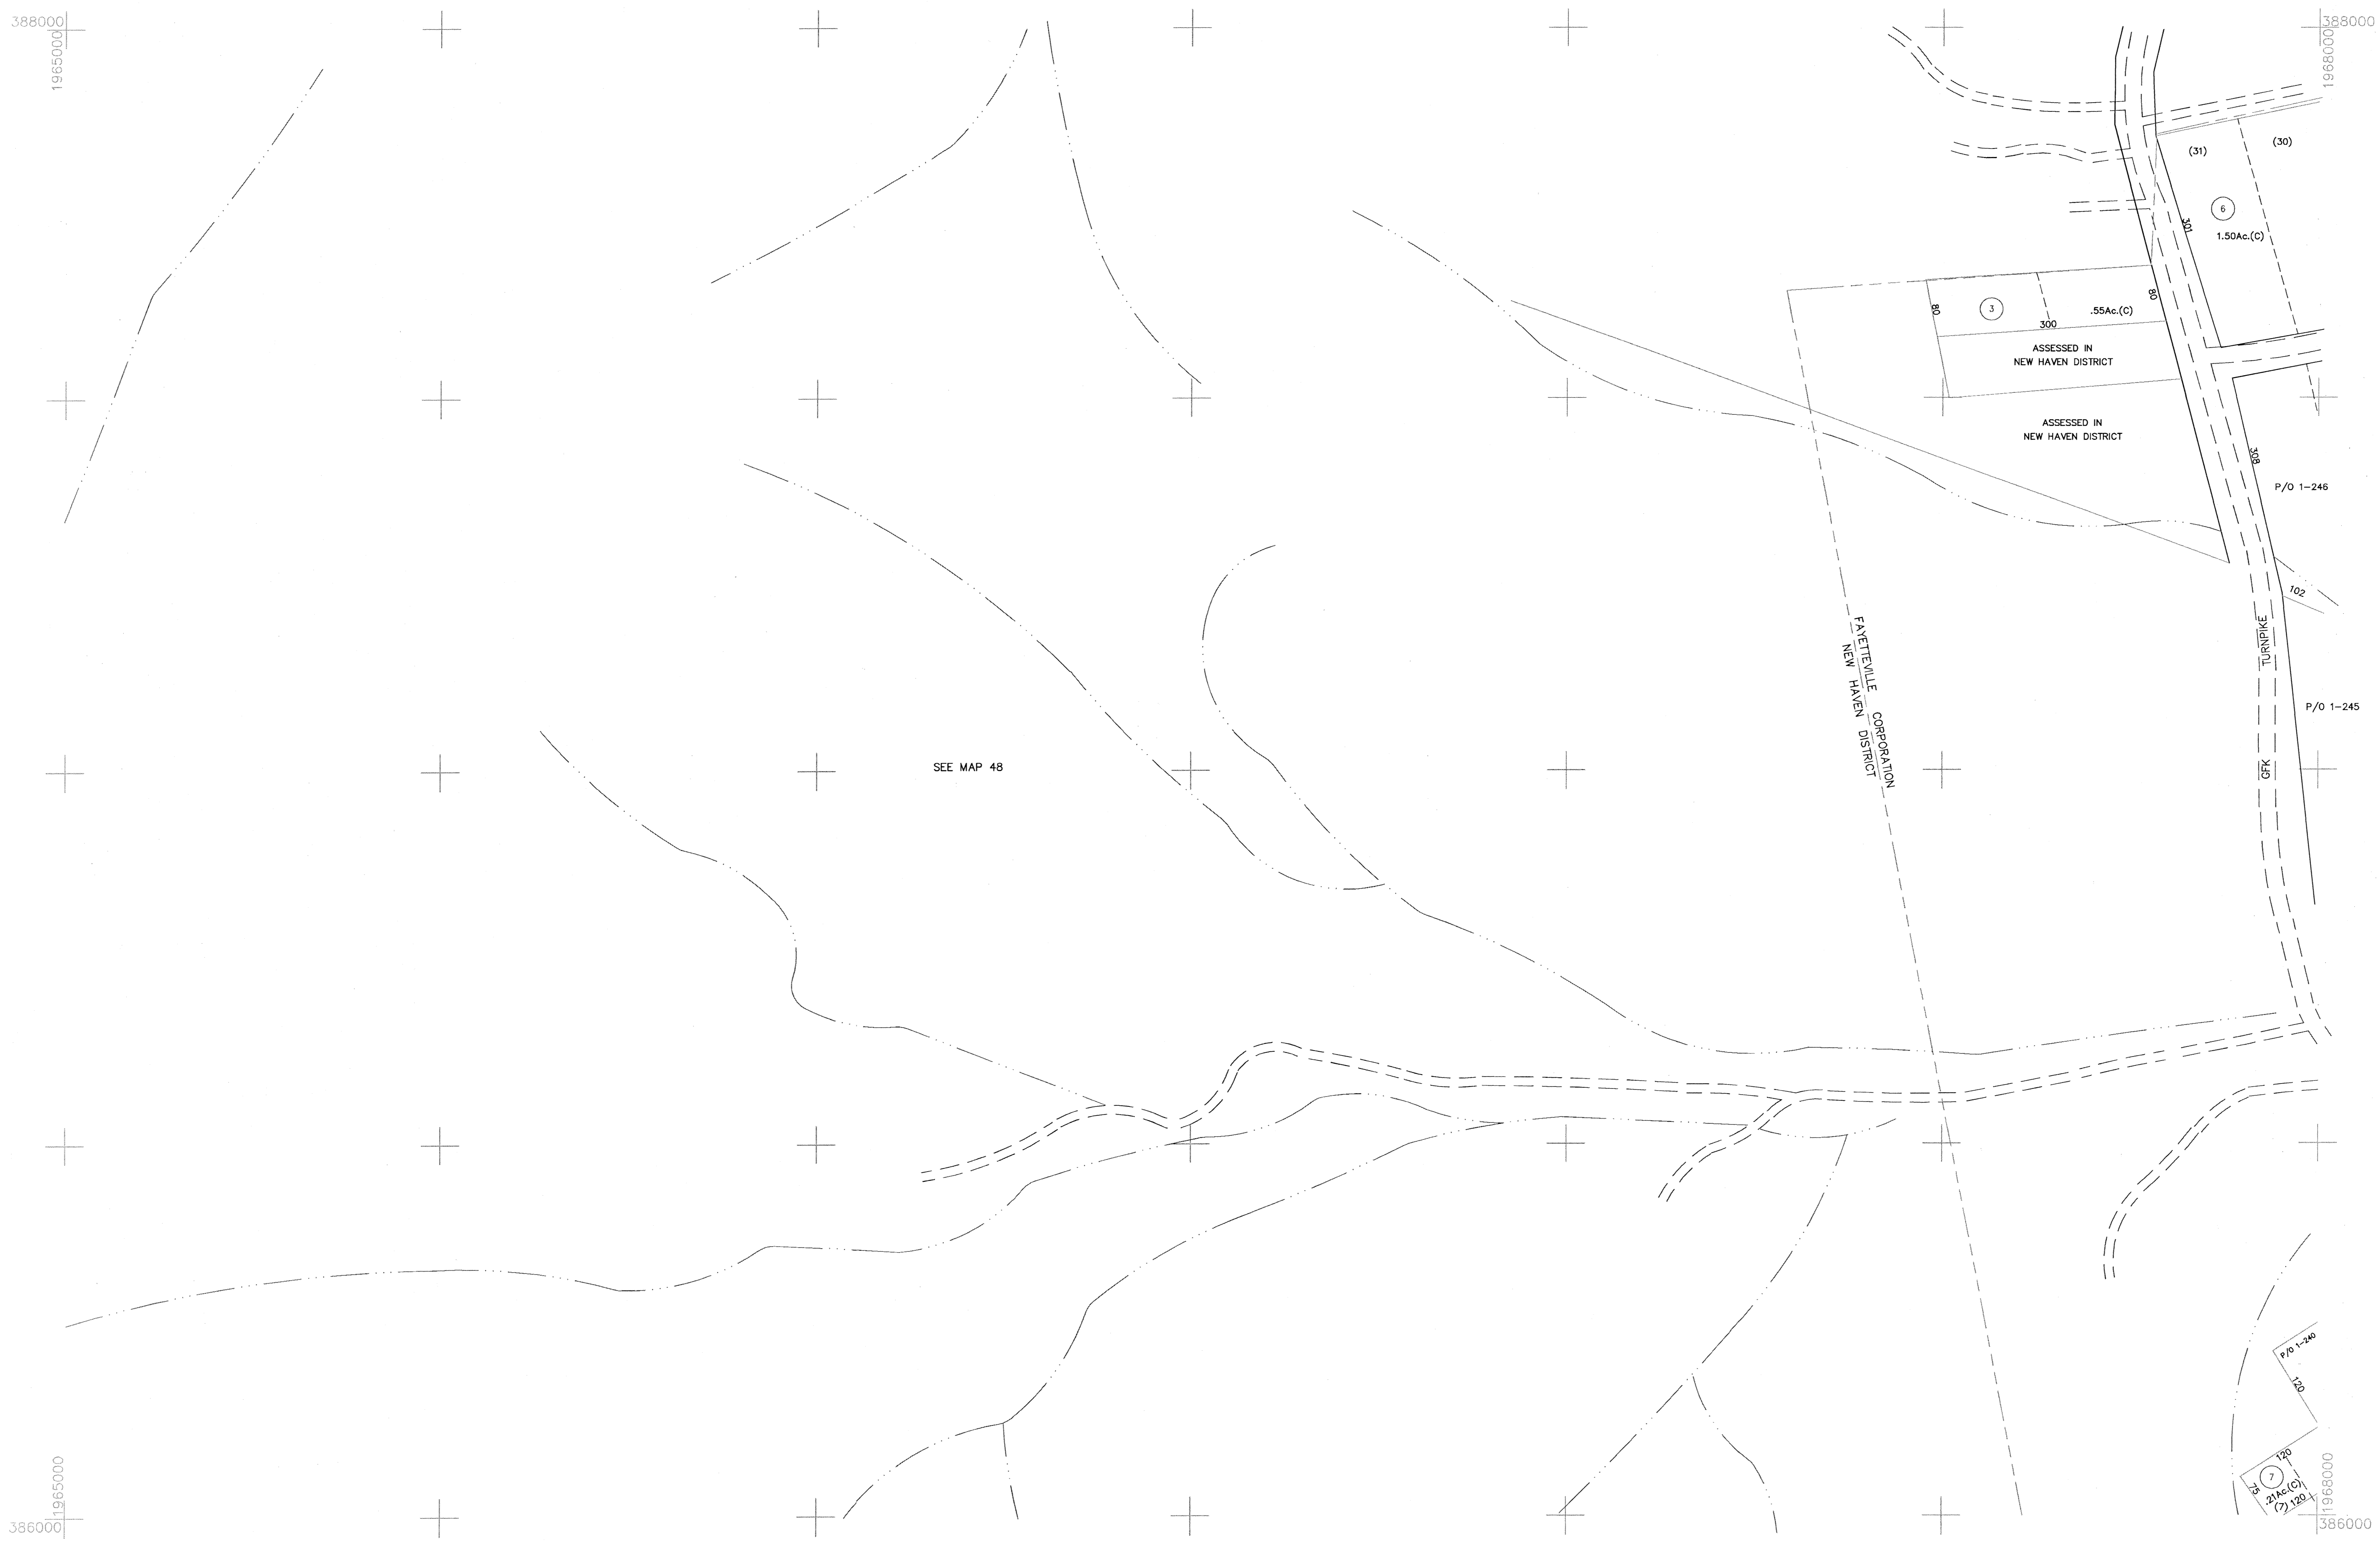 388000
1965000
388000
1968000
(31)
(30)
6
301
1.50Ac.(C)
80
3
.55Ac.(C)
80
300
ASSESSED IN
NEW HAVEN DISTRICT
ASSESSED IN
NEW HAVEN DISTRICT
308
P/O 1-246
102
FAYETTEVILLE CORPORATION
NEW HAVEN DISTRICT
GFK TURNPIKE
P/O 1-245
SEE MAP 48
P/O 1-240
120
120
7
75
.21Ac.(C)
(7) 120
1965000
386000
1968000
386000